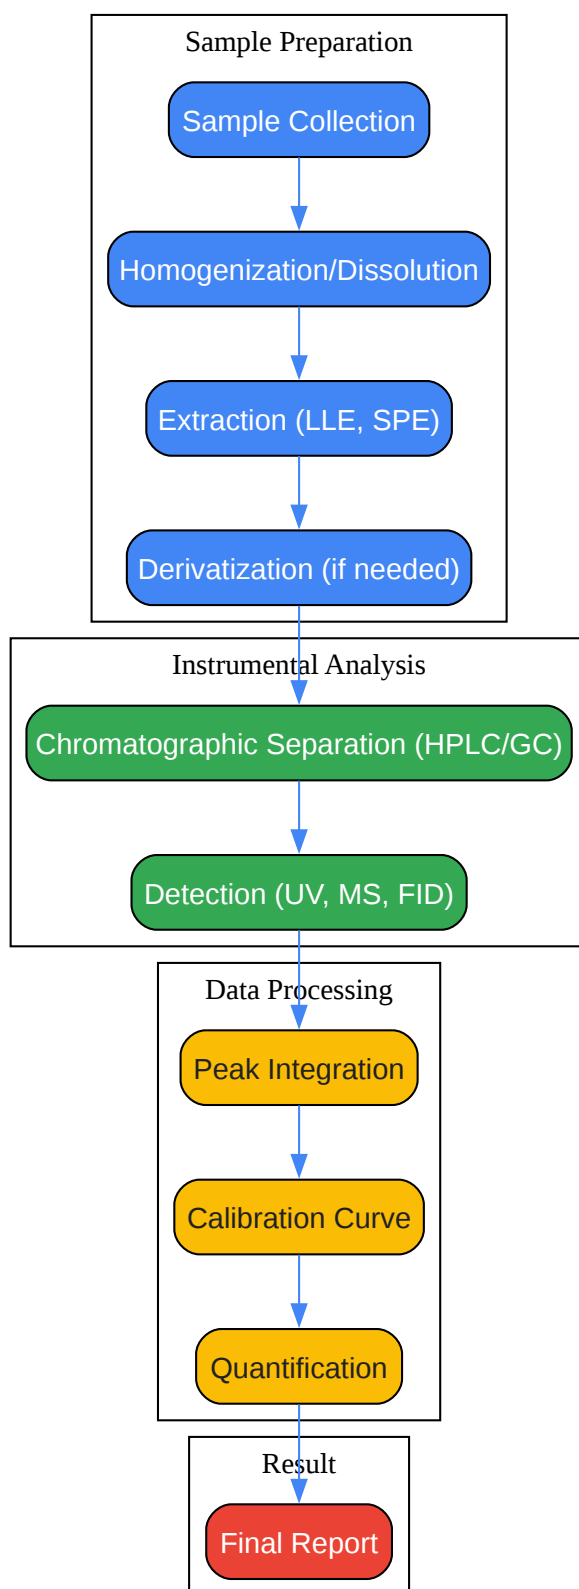 Sample Preparation
Sample Collection
Homogenization/Dissolution
Extraction (LLE, SPE)
Derivatization (if needed)
Instrumental Analysis
Chromatographic Separation (HPLC/GC)
Detection (UV, MS, FID)
Data Processing
Peak Integration
Calibration Curve
Quantification
Result
Final Report